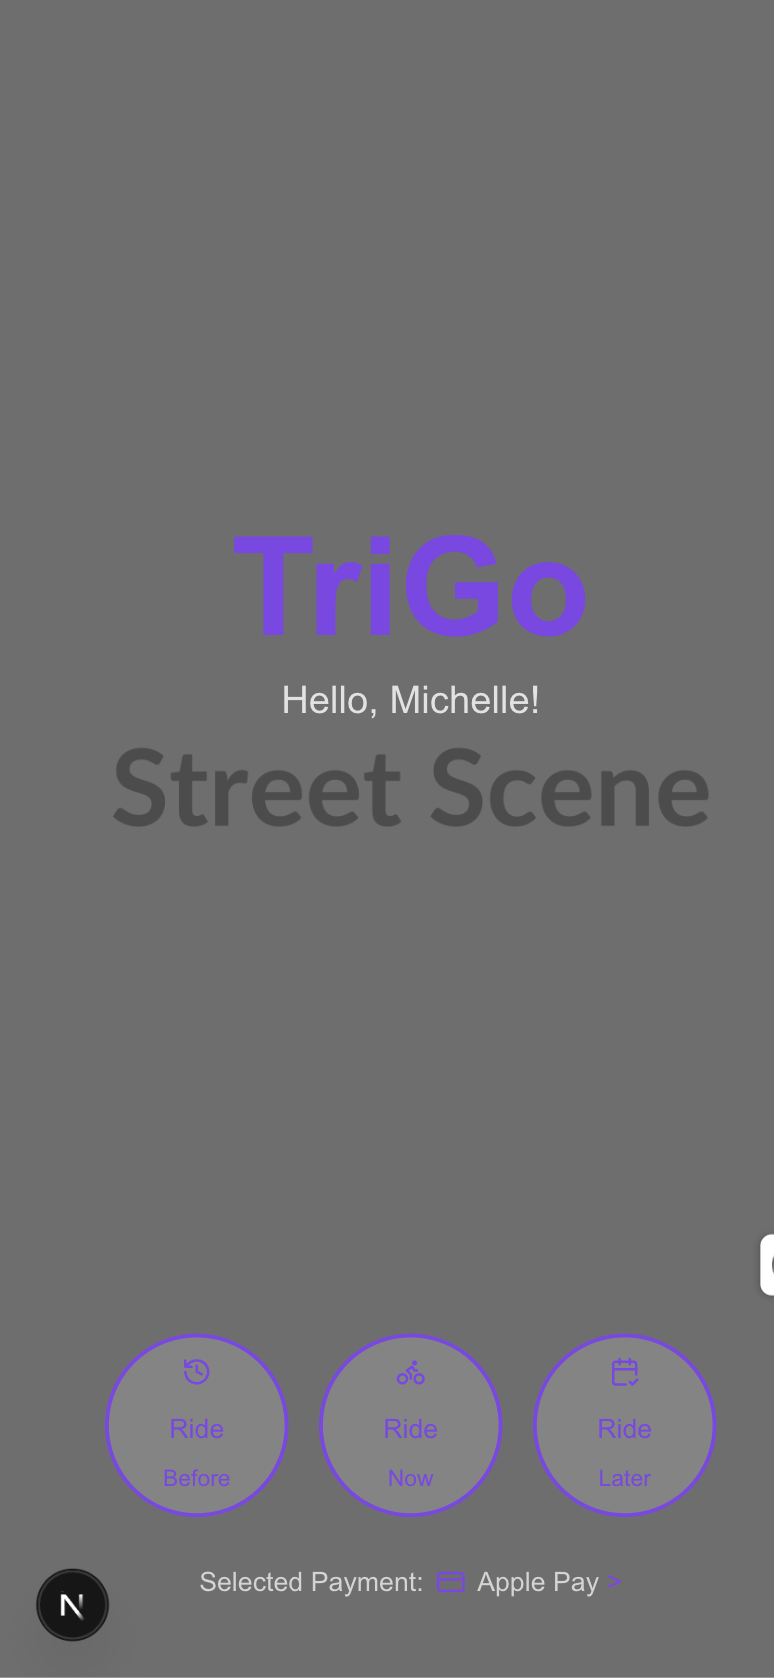 TriGo
Hello, Michelle!
Street Scene
Ride
Before
Ride
Now
Ride
Later
Selected Payment: Apple Pay >
N